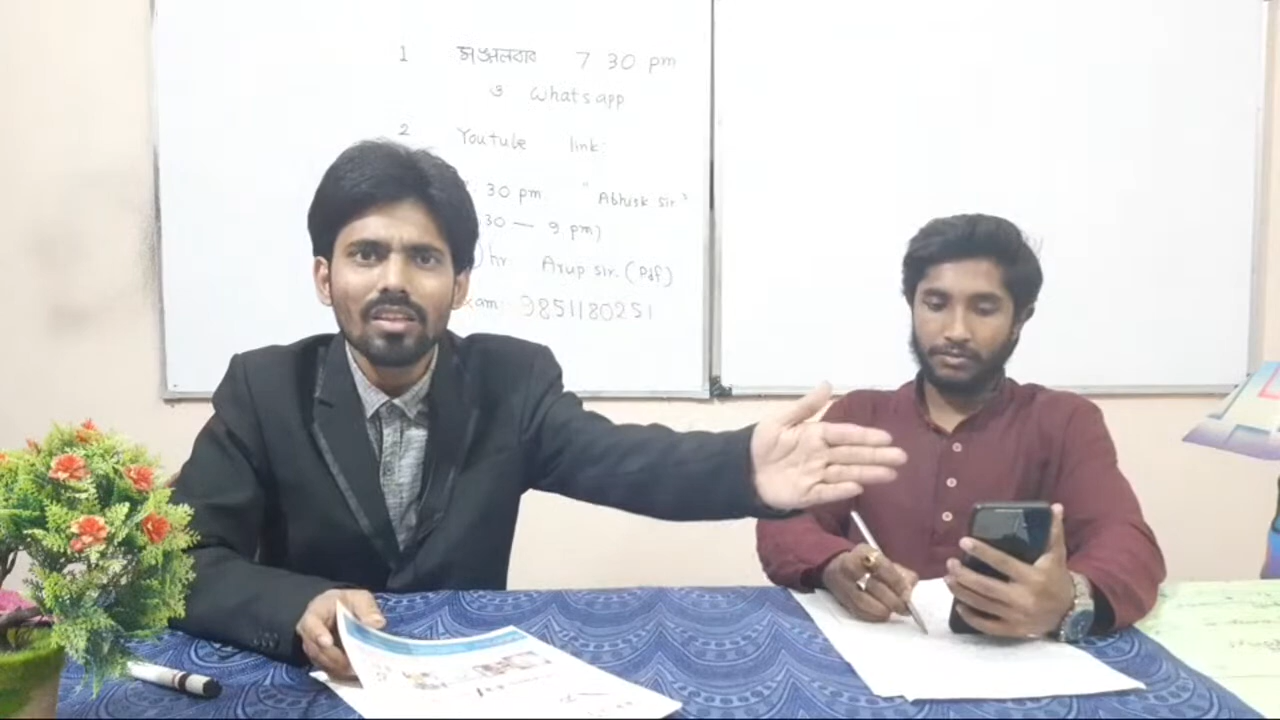 1 মঙ্গলবার 7 30 pm
ও Whatsapp
2 Youtube link:
30 pm "Abhisk sir"
30 — 9 pm)
)hr Arup sir. (Pdf)
xam 9851180251